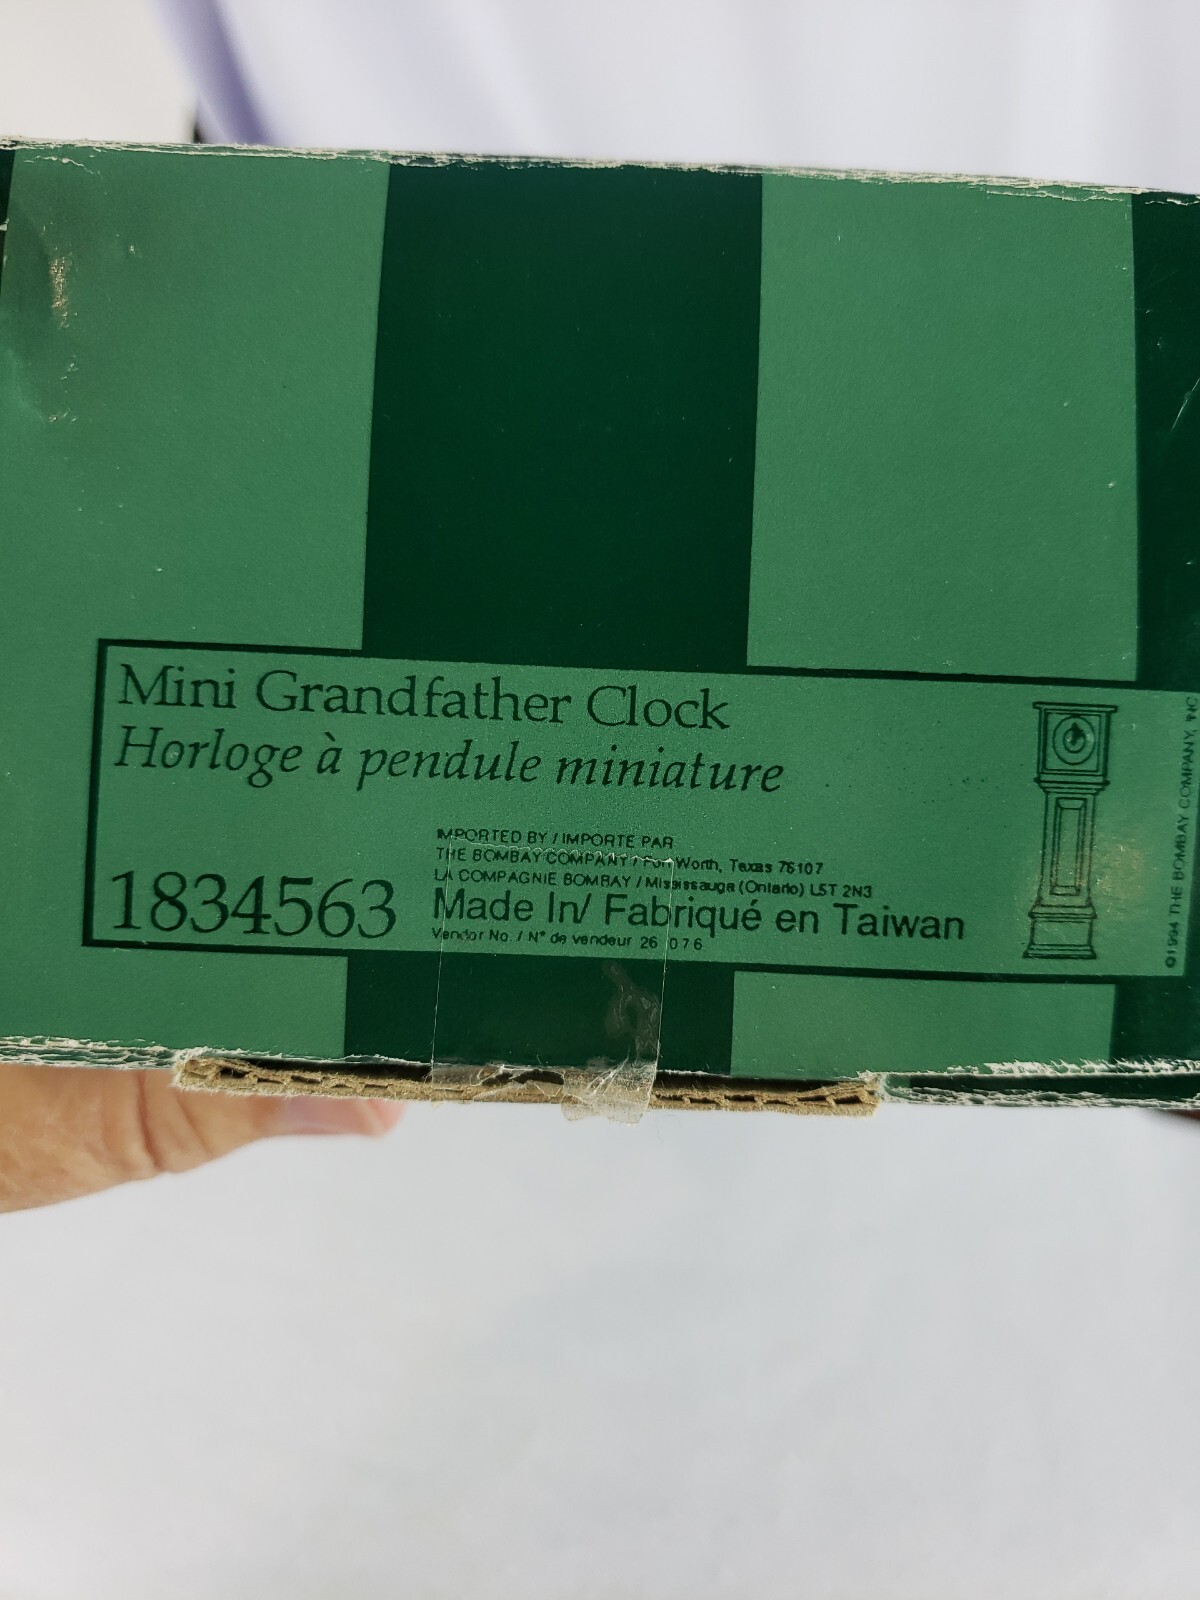 Mini Grandfather Clock
Horloge à pendule miniature
1834563
IMPORTED BY / IMPORTE PAR
THE BOMBAY COMPANY / Fort Worth, Texas 76107
LA COMPAGNIE BOMBAY / Mississauga (Ontario) L5T 2N3
Made In/ Fabriqué en Taiwan
Vendor No. / N° de vendeur 26 076
©1994 THE BOMBAY COMPANY, INC